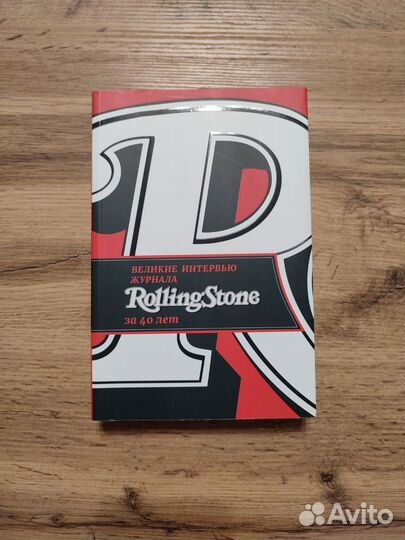 R
ВЕЛИКИЕ ИНТЕРВЬЮ
ЖУРНАЛА
RollingStone
за 40 лет
Avito